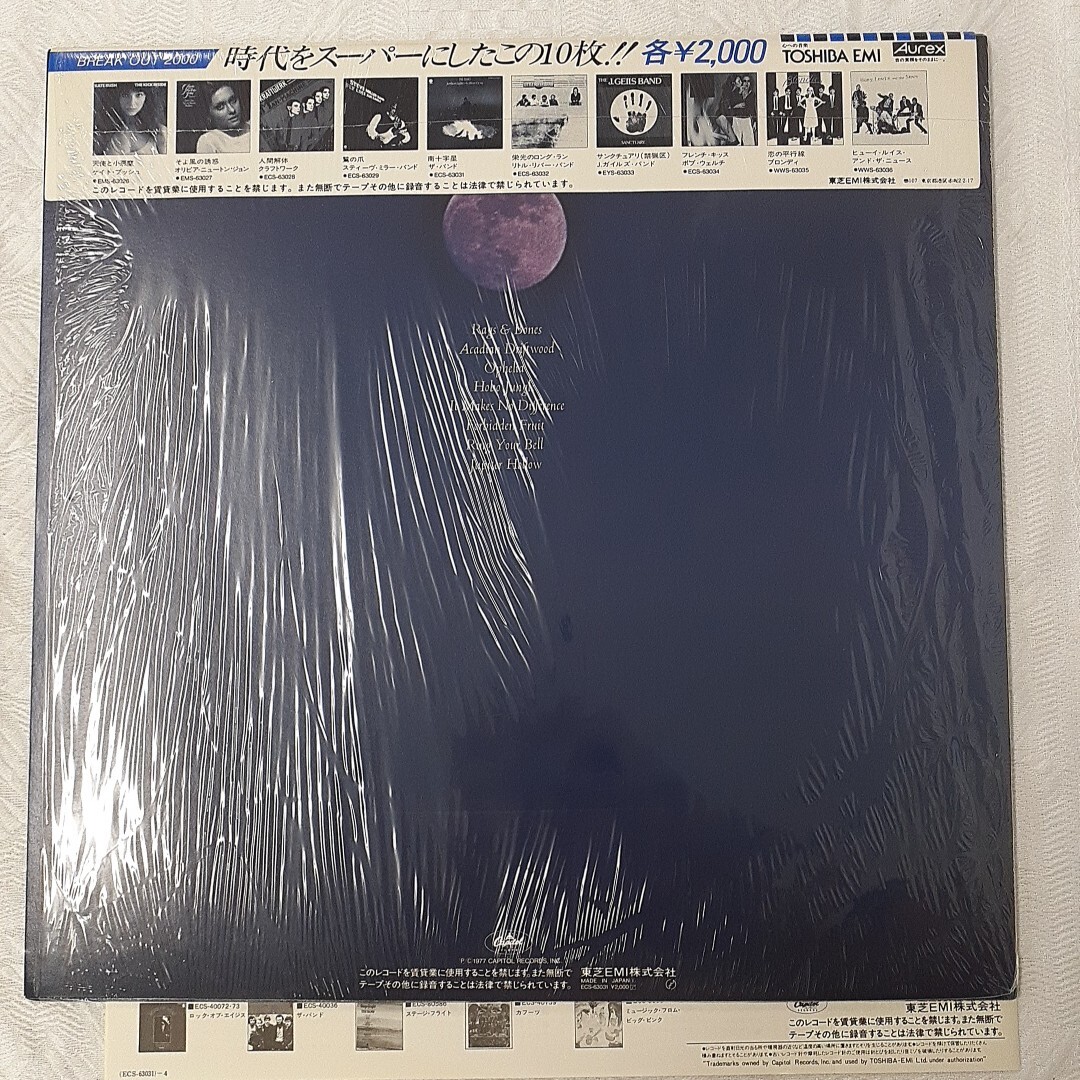 BREAK OUT 2000
時代をスーパーにしたこの10枚!! 各¥2,000
心への音楽
TOSHIBA EMI
Aurex
KATE BUSH THE KICK INSIDE
KRAFTWERK
THE J.GEILS BAND
SANCTUARY.
Blondie
天使と小悪魔
ケイト・ブッシュ
●EMS-63026
そよ風の誘惑
オリビア・ニュートン・ジョン
●EMS-63027
人間解体
クラフトワーク
●ECS-63028
鷲の爪
スティーヴ・ミラー・バンド
●ECS-63029
南十字星
ザ・バンド
●ECS-63031
栄光のロング・ラン
リトル・リバー・バンド
●ECS-63032
サンクチュアリ(禁猟区)
J.ガイルズ・バンド
●EYS-63033
フレンチ・キッス
ボブ・ウェルチ
●ECS-63034
恋の平行線
ブロンディ
●WWS-63035
ヒューイ・ルイス・
アンド・ザ・ニュース
●WWS-63036
このレコードを賃貸業に使用することを禁じます。また無断でテープその他に録音することは法律で禁じられています。
東芝EMI株式会社
Rags & Bones
Acadian Driftwood
Ophelia
Hobo Jungle
It Makes No Difference
Forbidden Fruit
Ring Your Bell
Jupiter Hollow
Capitol
P.C.1977 CAPITOL RECORDS, INC.
このレコードを賃貸業に使用することを禁じます。また無断で
テープその他に録音することは法律で禁じられています。
東芝EMI株式会社
MADE IN JAPAN
ECS-63031 ¥2,000
■ECS-40072-73
ロック・オブ・エイジス
■ECS-40036
ザ・バンド
■ECS-80586
ステージ・フライト
カフーツ
ミュージック・フロム・
ビッグ・ピンク
Capitol
東芝EMI株式会社
このレコードを賃貸業に使用することを禁じます。また無断で
テープその他に録音することは法律で禁じられています。
"Trademarks owned by Capitol Records, Inc. and used by TOSHIBA-EMI Ltd. under authorization"
(ECS-63031)-4